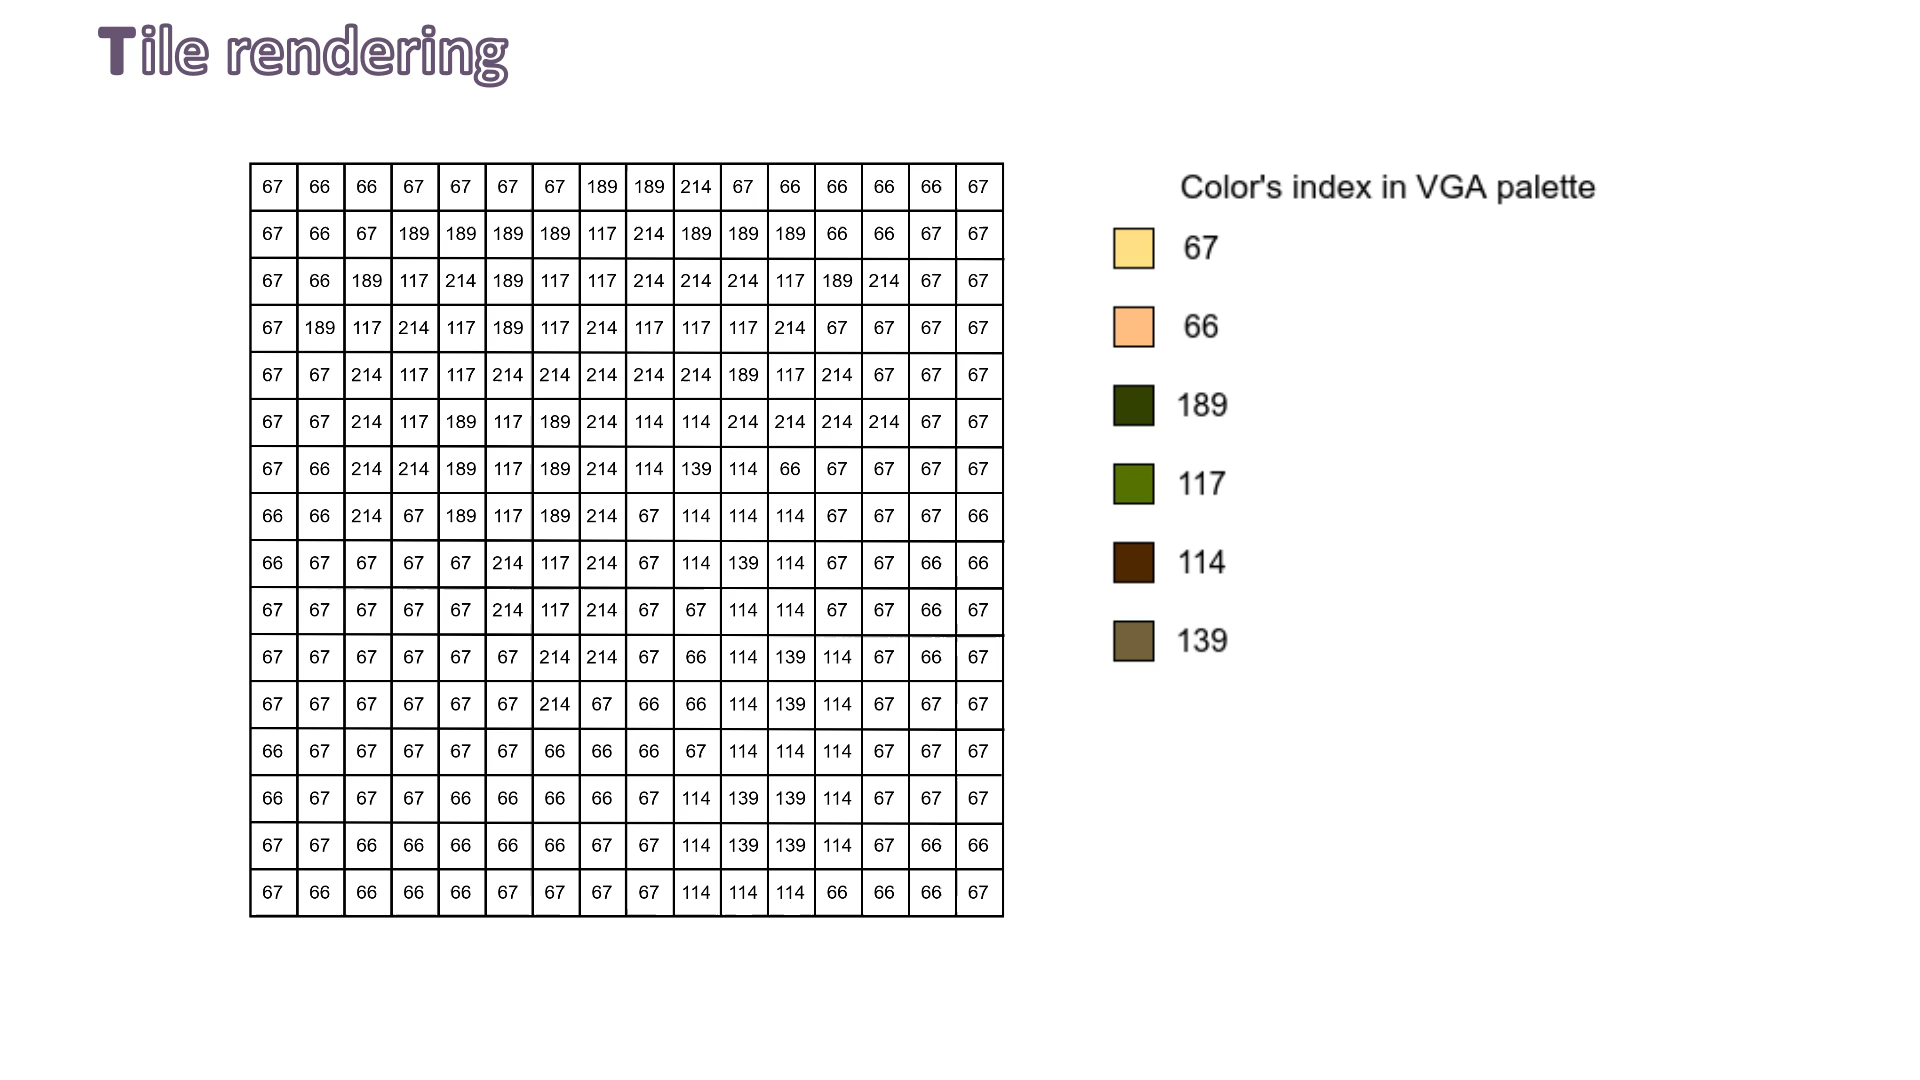 Tile rendering
67 66 66 67 67 67 67 189 189 214 67 66 66 66 66 67
67 66 67 189 189 189 189 117 214 189 189 189 66 66 67 67
67 66 189 117 214 189 117 117 214 214 214 117 189 214 67 67
67 189 117 214 117 189 117 214 117 117 117 214 67 67 67 67
67 67 214 117 117 214 214 214 214 214 189 117 214 67 67 67
67 67 214 117 189 117 189 214 114 114 214 214 214 214 67 67
67 66 214 214 189 117 189 214 114 139 114 66 67 67 67 67
66 66 214 67 189 117 189 214 67 114 114 114 67 67 67 66
66 67 67 67 67 214 117 214 67 114 139 114 67 67 66 66
67 67 67 67 67 214 117 214 67 67 114 114 67 67 66 67
67 67 67 67 67 67 214 214 67 66 114 139 114 67 66 67
67 67 67 67 67 67 214 67 66 66 114 139 114 67 67 67
66 67 67 67 67 67 66 66 66 67 114 114 114 67 67 67
66 67 67 67 66 66 66 66 67 114 139 139 114 67 67 67
67 67 66 66 66 66 66 67 67 114 139 139 114 67 66 66
67 66 66 66 66 67 67 67 67 114 114 114 66 66 66 67
Color's index in VGA palette
67
66
189
117
114
139